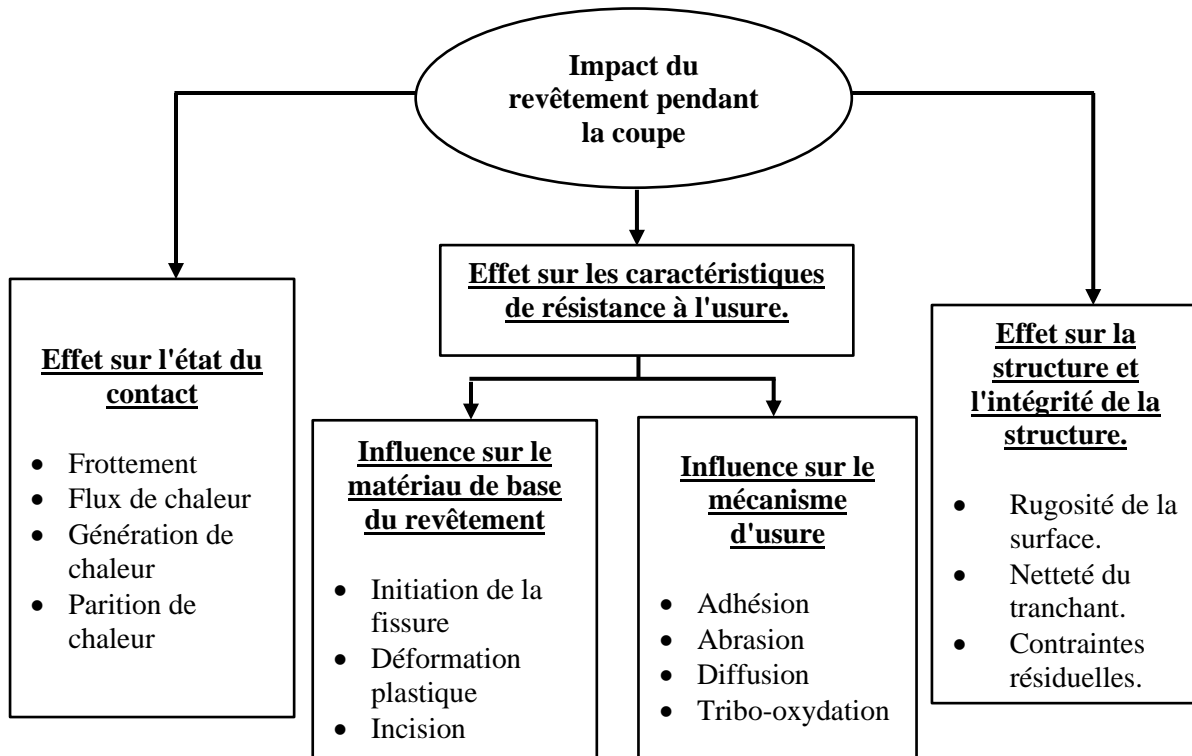 Impact du
revêtement pendant
la coupe
Effet sur l'état du
contact
• Frottement
• Flux de chaleur
• Génération de
chaleur
• Parition de
chaleur
Effet sur les caractéristiques
de résistance à l'usure.
Influence sur le
matériau de base
du revêtement
• Initiation de la
fissure
• Déformation
plastique
• Incision
Influence sur le
mécanisme
d'usure
• Adhésion
• Abrasion
• Diffusion
• Tribo-oxydation
Effet sur la
structure et
l'intégrité de la
structure.
• Rugosité de la
surface.
• Netteté du
tranchant.
• Contraintes
résiduelles.